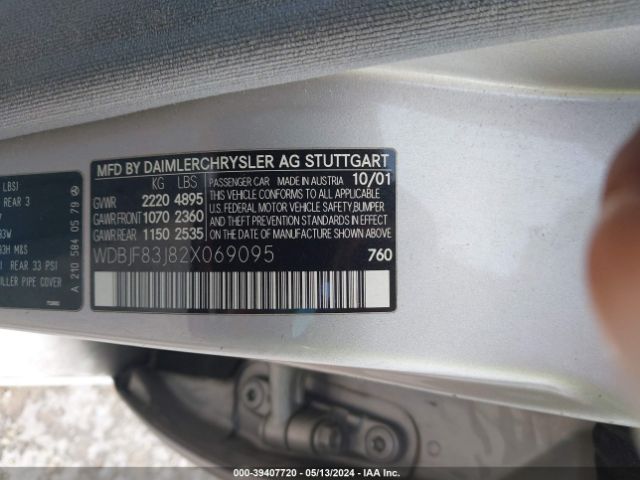 MFD BY DAIMLERCHRYSLER AG STUTTGART
KG LBS PASSENGER CAR MADE IN AUSTRIA 10/01
GVWR 2220 4895 THIS VEHICLE CONFORMS TO ALL APPLICABLE
GAWR FRONT 1070 2360 U.S. FEDERAL MOTOR VEHICLE SAFETY, BUMPER
GAWR REAR 1150 2535 AND THEFT PREVENTION STANDARDS IN EFFECT
ON THE DATE OF MANUFACTURE SHOWN ABOVE.
WDBJF83J82X069095 760
LBS)
REAR 3
93W
93H M&S
REAR 33 PSI
ILLER PIPE COVER
A 210 584 05 79
000-39407720 - 05/13/2024 - IAA Inc.